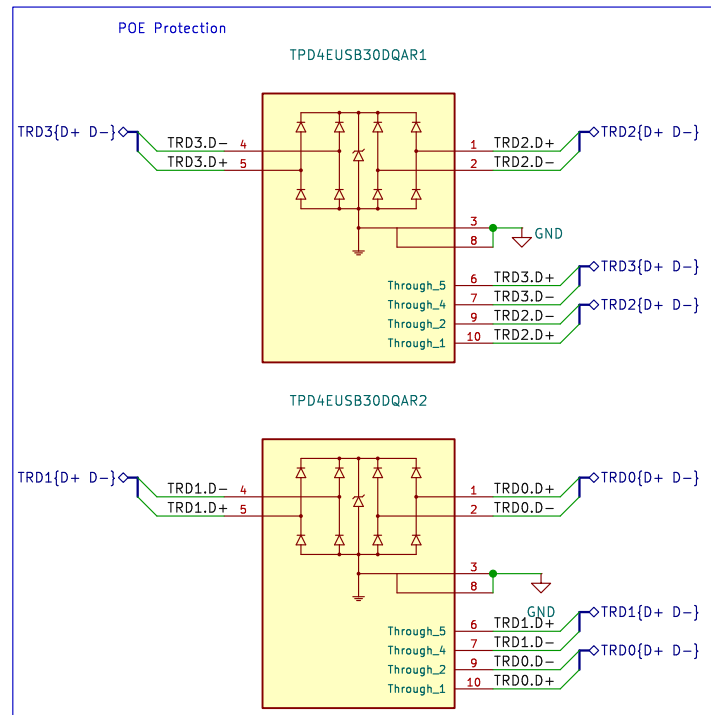 POE Protection
TPD4EUSB30DQAR1
TRD3{D+ D-}
TRD3.D-
4
TRD3.D+
5
1
TRD2.D+
2
TRD2.D-
TRD2{D+ D-}
3
8
GND
Through_5
6
TRD3.D+
TRD3{D+ D-}
Through_4
7
TRD3.D-
Through_2
9
TRD2.D-
TRD2{D+ D-}
Through_1
10
TRD2.D+
TPD4EUSB30DQAR2
TRD1{D+ D-}
TRD1.D-
4
TRD1.D+
5
1
TRD0.D+
2
TRD0.D-
TRD0{D+ D-}
3
8
GND
Through_5
6
TRD1.D+
TRD1{D+ D-}
Through_4
7
TRD1.D-
Through_2
9
TRD0.D-
TRD0{D+ D-}
Through_1
10
TRD0.D+